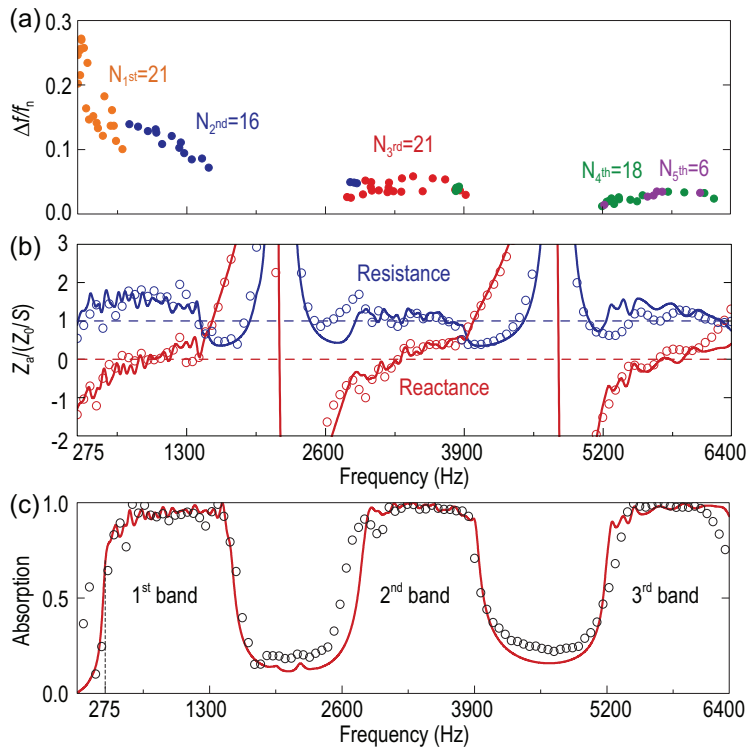 (a)
0.3
0.2
0.1
0.0
Δf/fn
N1st=21
N2nd=16
N3rd=21
N4th=18
N5th=6
(b)
3
2
1
0
-1
-2
Za/(Z0/S)
Resistance
Reactance
275 1300 2600 3900 5200 6400
Frequency (Hz)
(c)
1.0
0.5
0.0
Absorption
1st band
2nd band
3rd band
275 1300 2600 3900 5200 6400
Frequency (Hz)